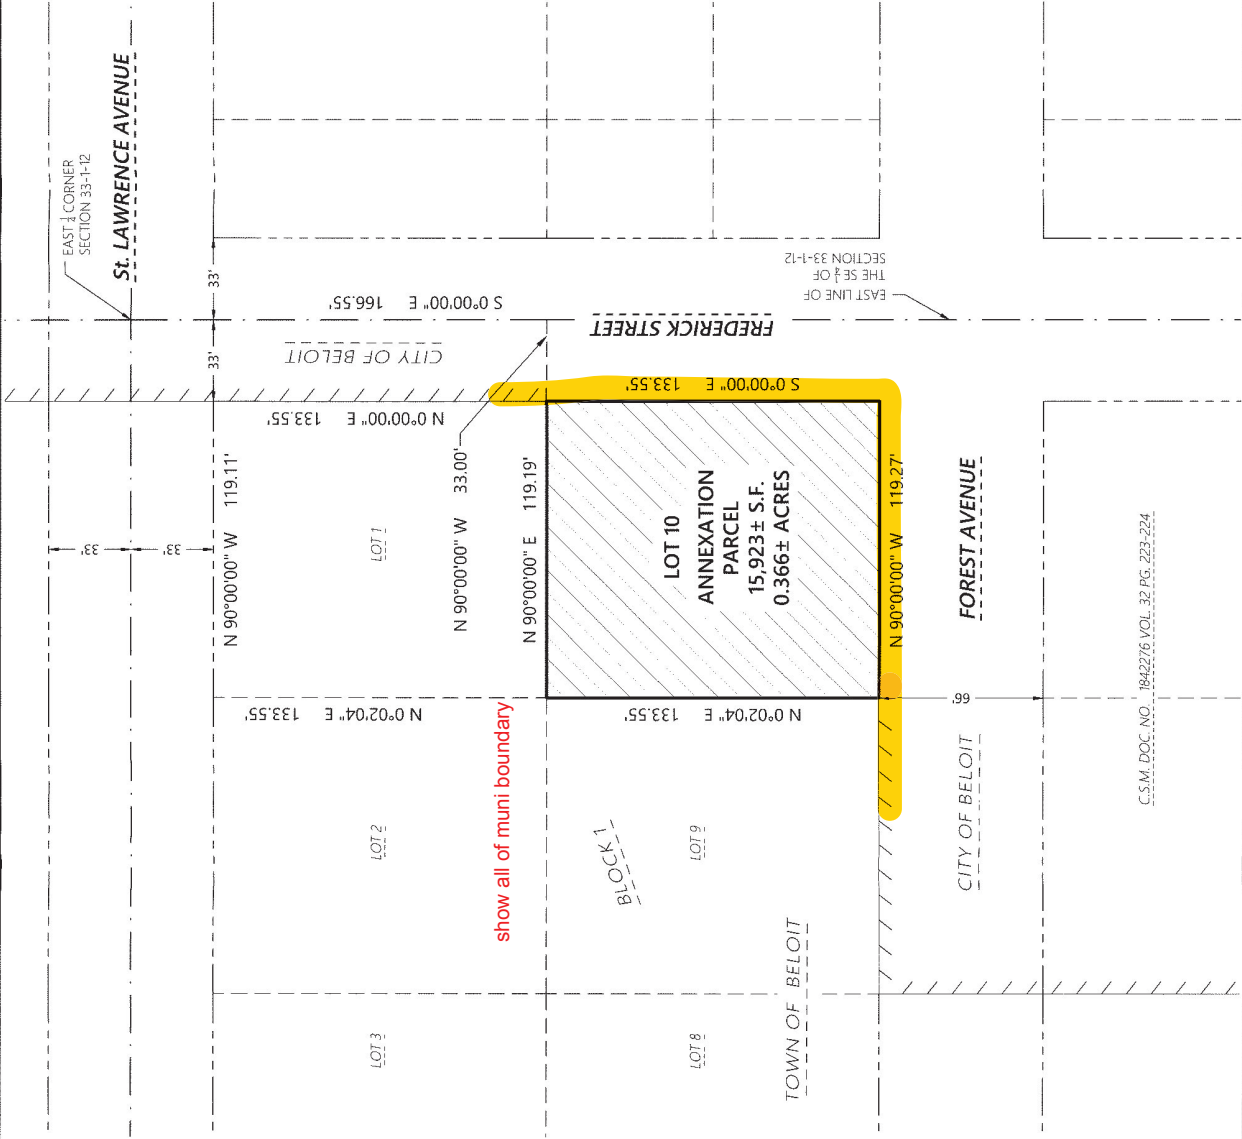 EAST 1/4 CORNER
SECTION 33-1-12
St. LAWRENCE AVENUE
33'
33'
S 0°00'00" E 166.55'
CITY OF BELOIT
FREDERICK STREET
EAST LINE OF
THE SE 1/4 OF
SECTION 33-1-12
N 0°00'00" E 133.55'
S 0°00'00" E 133.55'
33'
33'
N 90°00'00" W 119.11'
LOT 1
N 90°00'00" W 33.00'
N 90°00'00" E 119.19'
LOT 10
ANNEXATION
PARCEL
15,923± S.F.
0.366± ACRES
N 90°00'00" W 119.27'
FOREST AVENUE
C.S.M. DOC. NO. 1842276 VOL. 32 PG. 223-224
N 0°02'04" E 133.55'
N 0°02'04" E 133.55'
66'
show all of muni boundary
LOT 2
BLOCK 1
LOT 9
CITY OF BELOIT
LOT 3
LOT 8
TOWN OF BELOIT